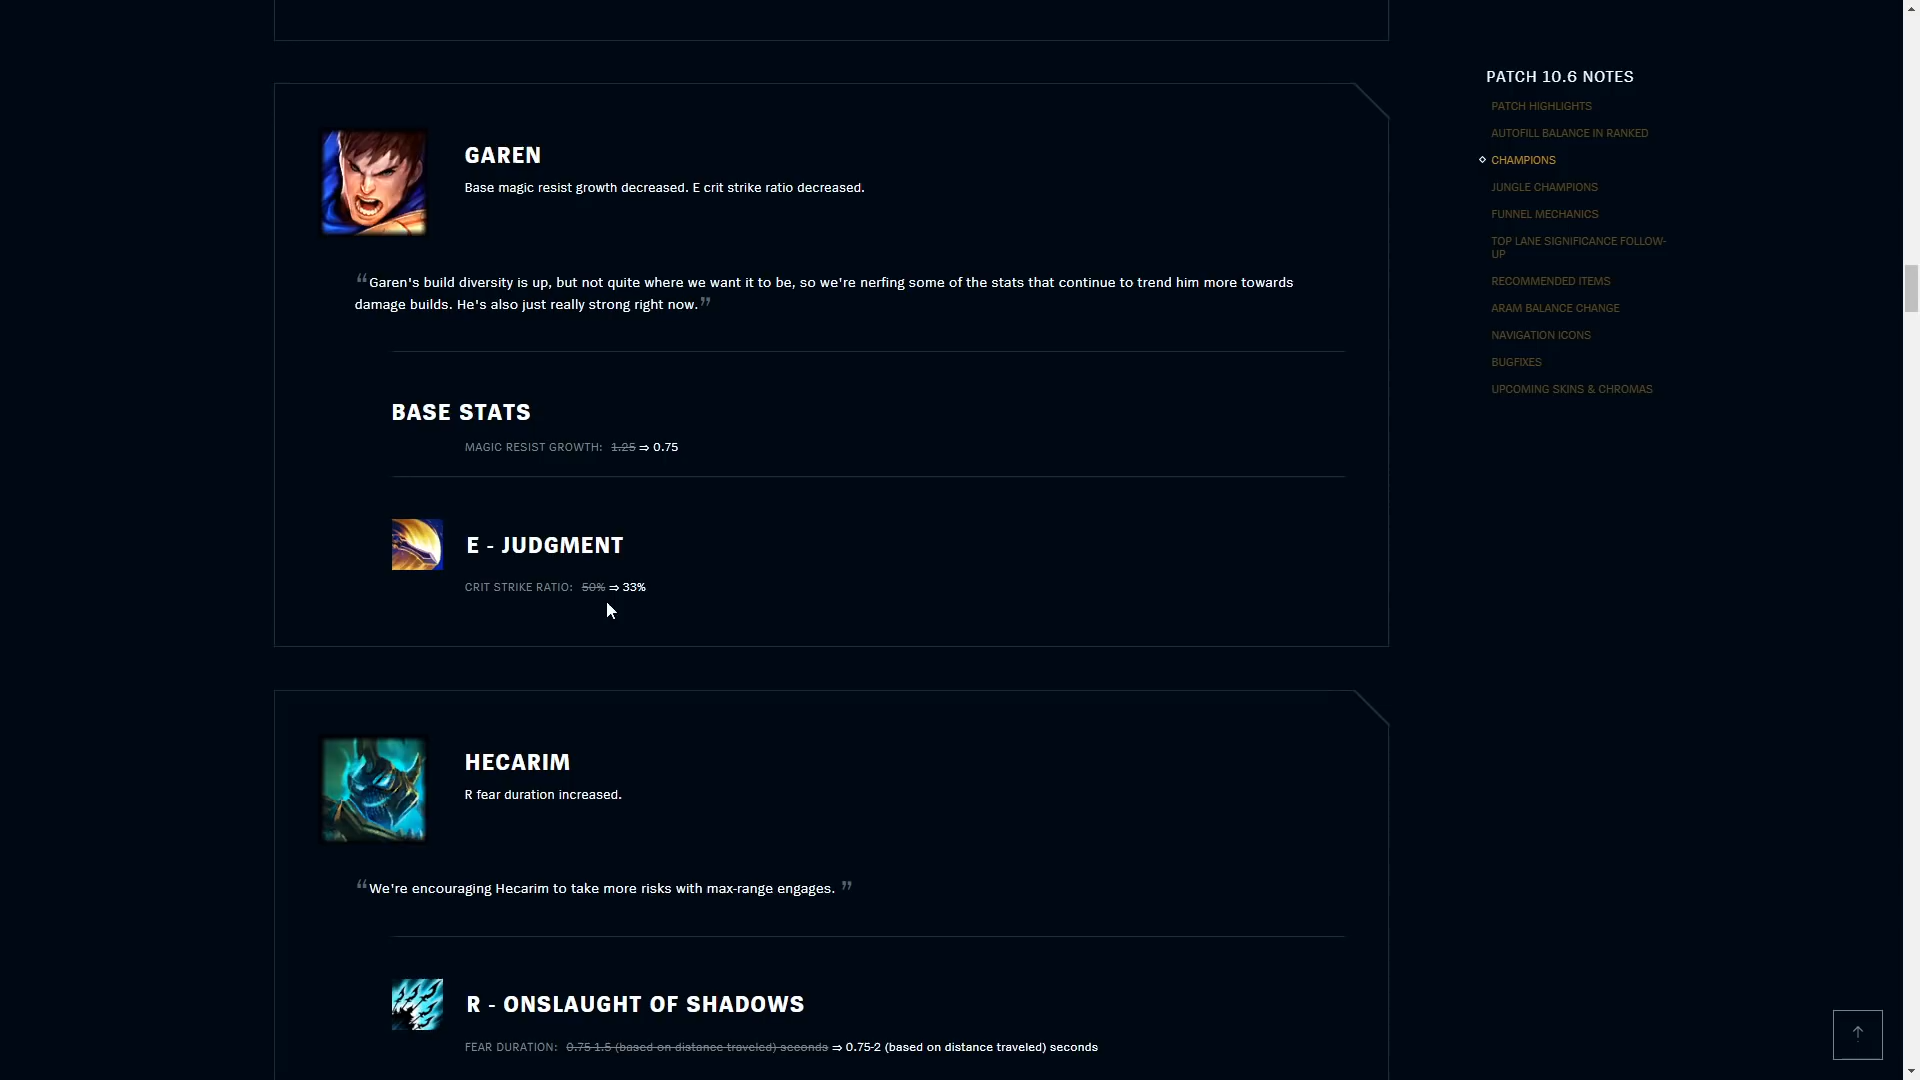 GAREN
Base magic resist growth decreased. E crit strike ratio decreased.
“Garen's build diversity is up, but not quite where we want it to be, so we're nerfing some of the stats that continue to trend him more towards
damage builds. He's also just really strong right now.”
BASE STATS
MAGIC RESIST GROWTH: 1.25 ⇒ 0.75
E - JUDGMENT
CRIT STRIKE RATIO: 50% ⇒ 33%
HECARIM
R fear duration increased.
“We're encouraging Hecarim to take more risks with max-range engages. ”
R - ONSLAUGHT OF SHADOWS
FEAR DURATION: 0.75-1.5 (based on distance traveled) seconds ⇒ 0.75-2 (based on distance traveled) seconds
PATCH 10.6 NOTES
PATCH HIGHLIGHTS
AUTOFILL BALANCE IN RANKED
CHAMPIONS
JUNGLE CHAMPIONS
FUNNEL MECHANICS
TOP LANE SIGNIFICANCE FOLLOW-
UP
RECOMMENDED ITEMS
ARAM BALANCE CHANGE
NAVIGATION ICONS
BUGFIXES
UPCOMING SKINS & CHROMAS